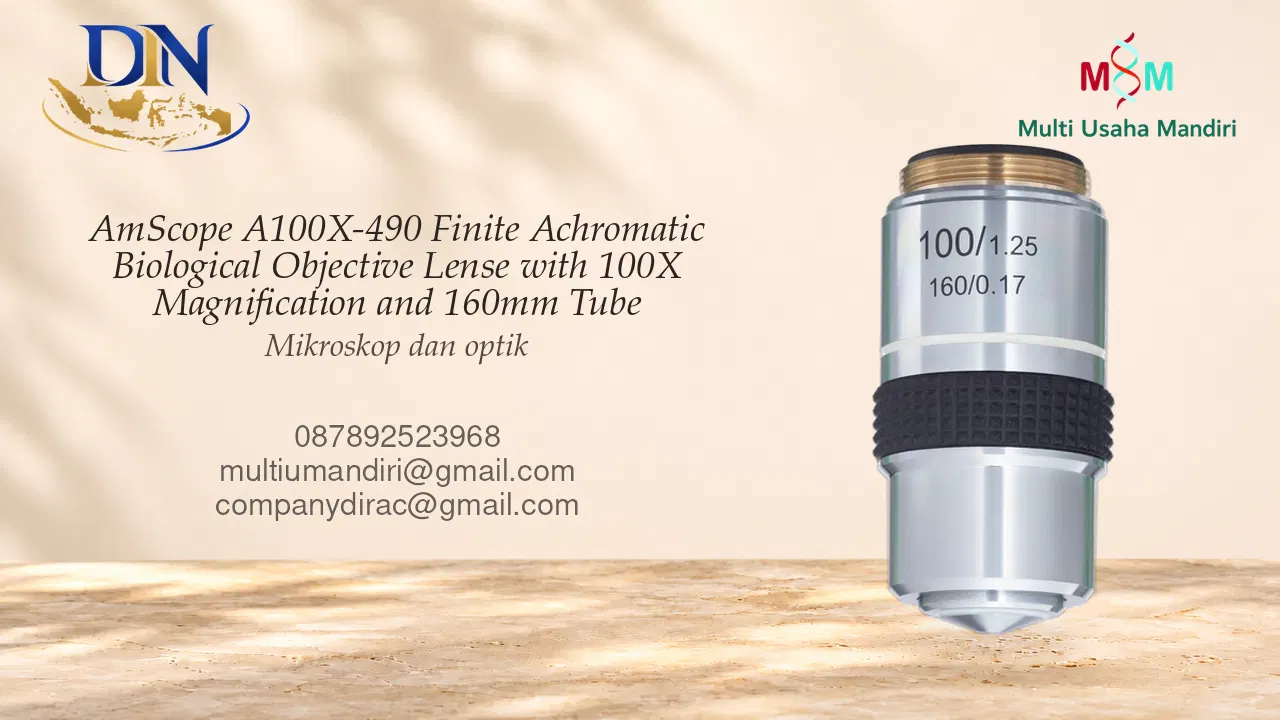 DIN
M M
Multi Usaha Mandiri
AmScope A100X-490 Finite Achromatic
Biological Objective Lense with 100X
Magnification and 160mm Tube
Mikroskop dan optik
087892523968
multiumandiri@gmail.com
companydirac@gmail.com
100/1.25
160/0.17